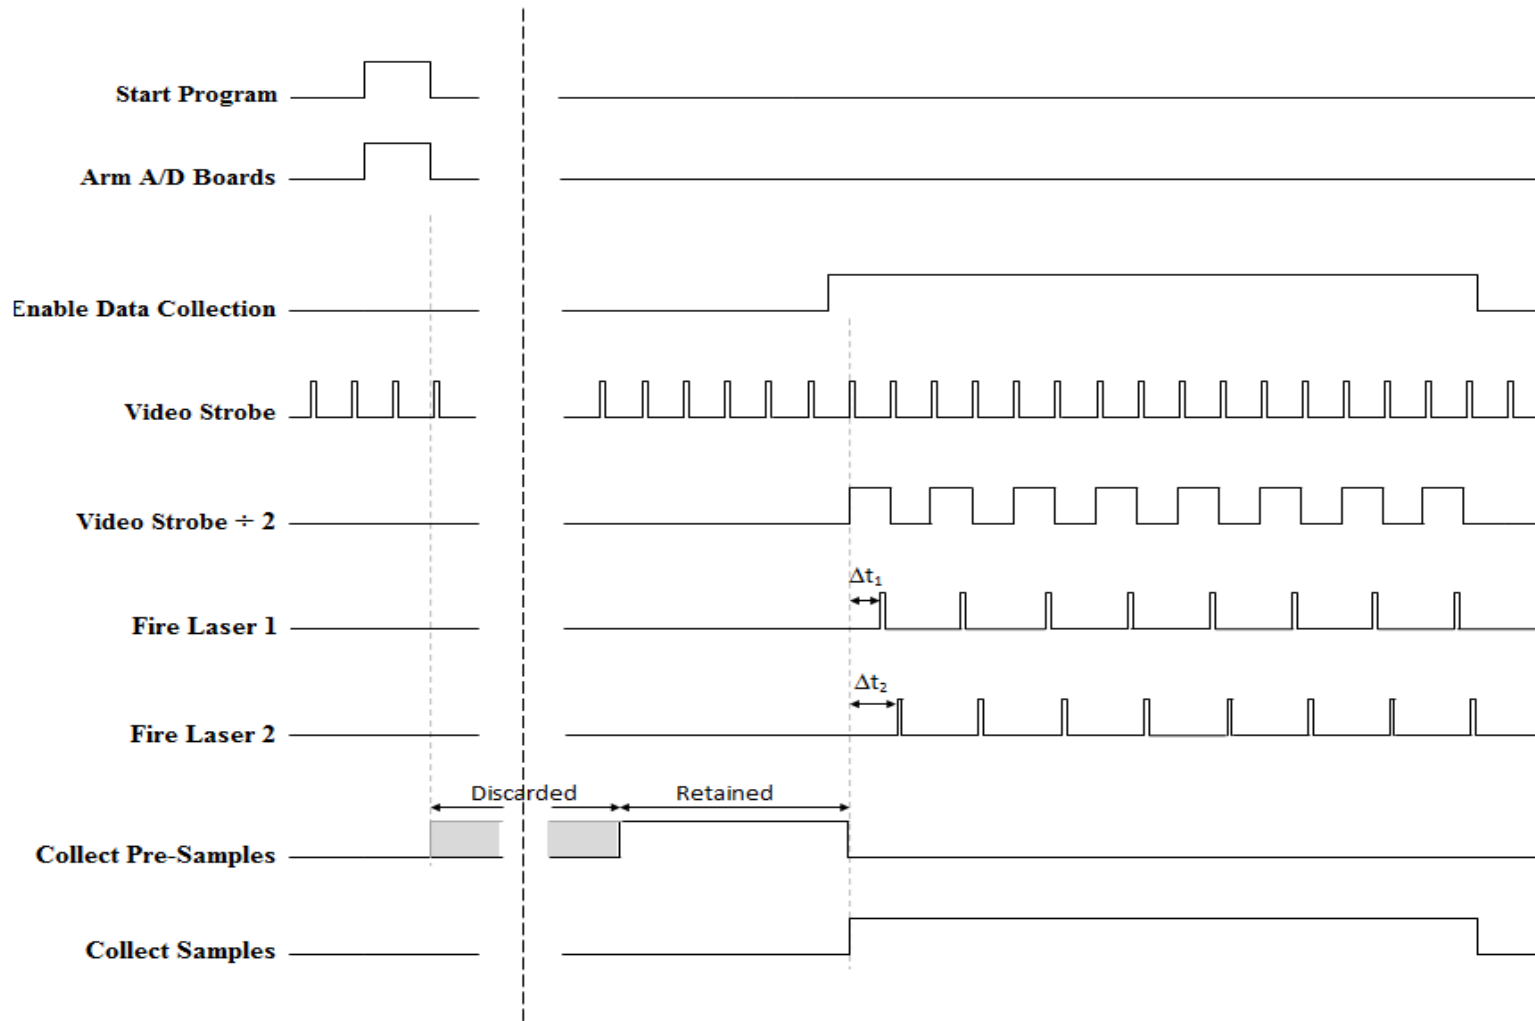 Start Program
Arm A/D Boards
Enable Data Collection
Video Strobe
Video Strobe ÷ 2
Δt₁
Fire Laser 1
Δt₂
Fire Laser 2
Discarded Retained
Collect Pre-Samples
Collect Samples